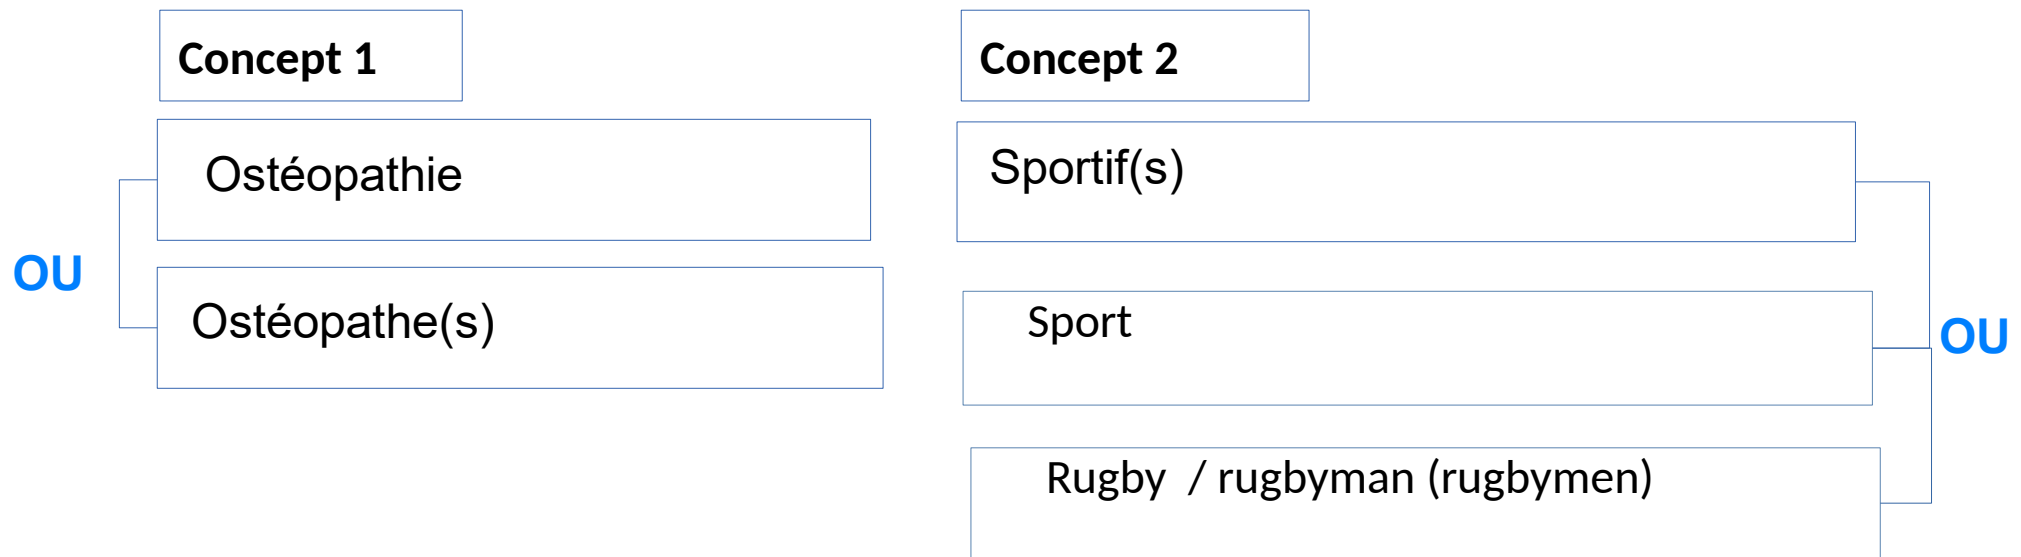 Concept 1
Ostéopathie
OU
Ostéopathe(s)
Concept 2
Sportif(s)
Sport
OU
Rugby / rugbyman (rugbymen)